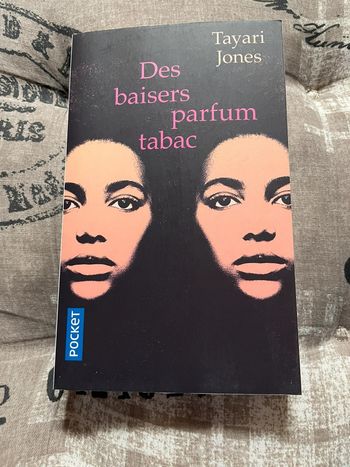 Tayari
Jones
Des
baisers
parfum
tabac
POCKET